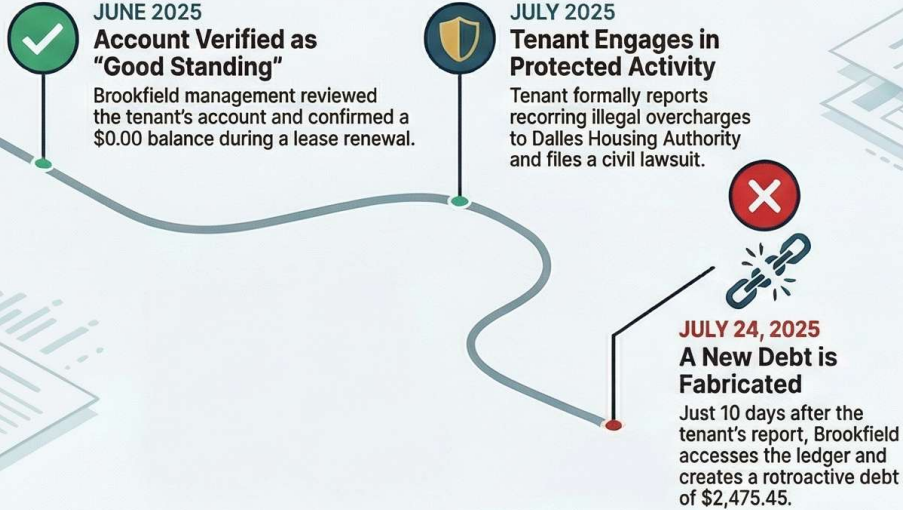 JUNE 2025
Account Verified as
“Good Standing”
Brookfield management reviewed
the tenant’s account and confirmed a
$0.00 balance during a lease renewal.
JULY 2025
Tenant Engages in
Protected Activity
Tenant formally reports
recorring illegal overcharges
to Dalles Housing Authority
and files a civil lawsuit.
JULY 24, 2025
A New Debt is
Fabricated
Just 10 days after the
tenant’s report, Brookfield
accesses the ledger and
creates a rotroactive debt
of $2,475.45.